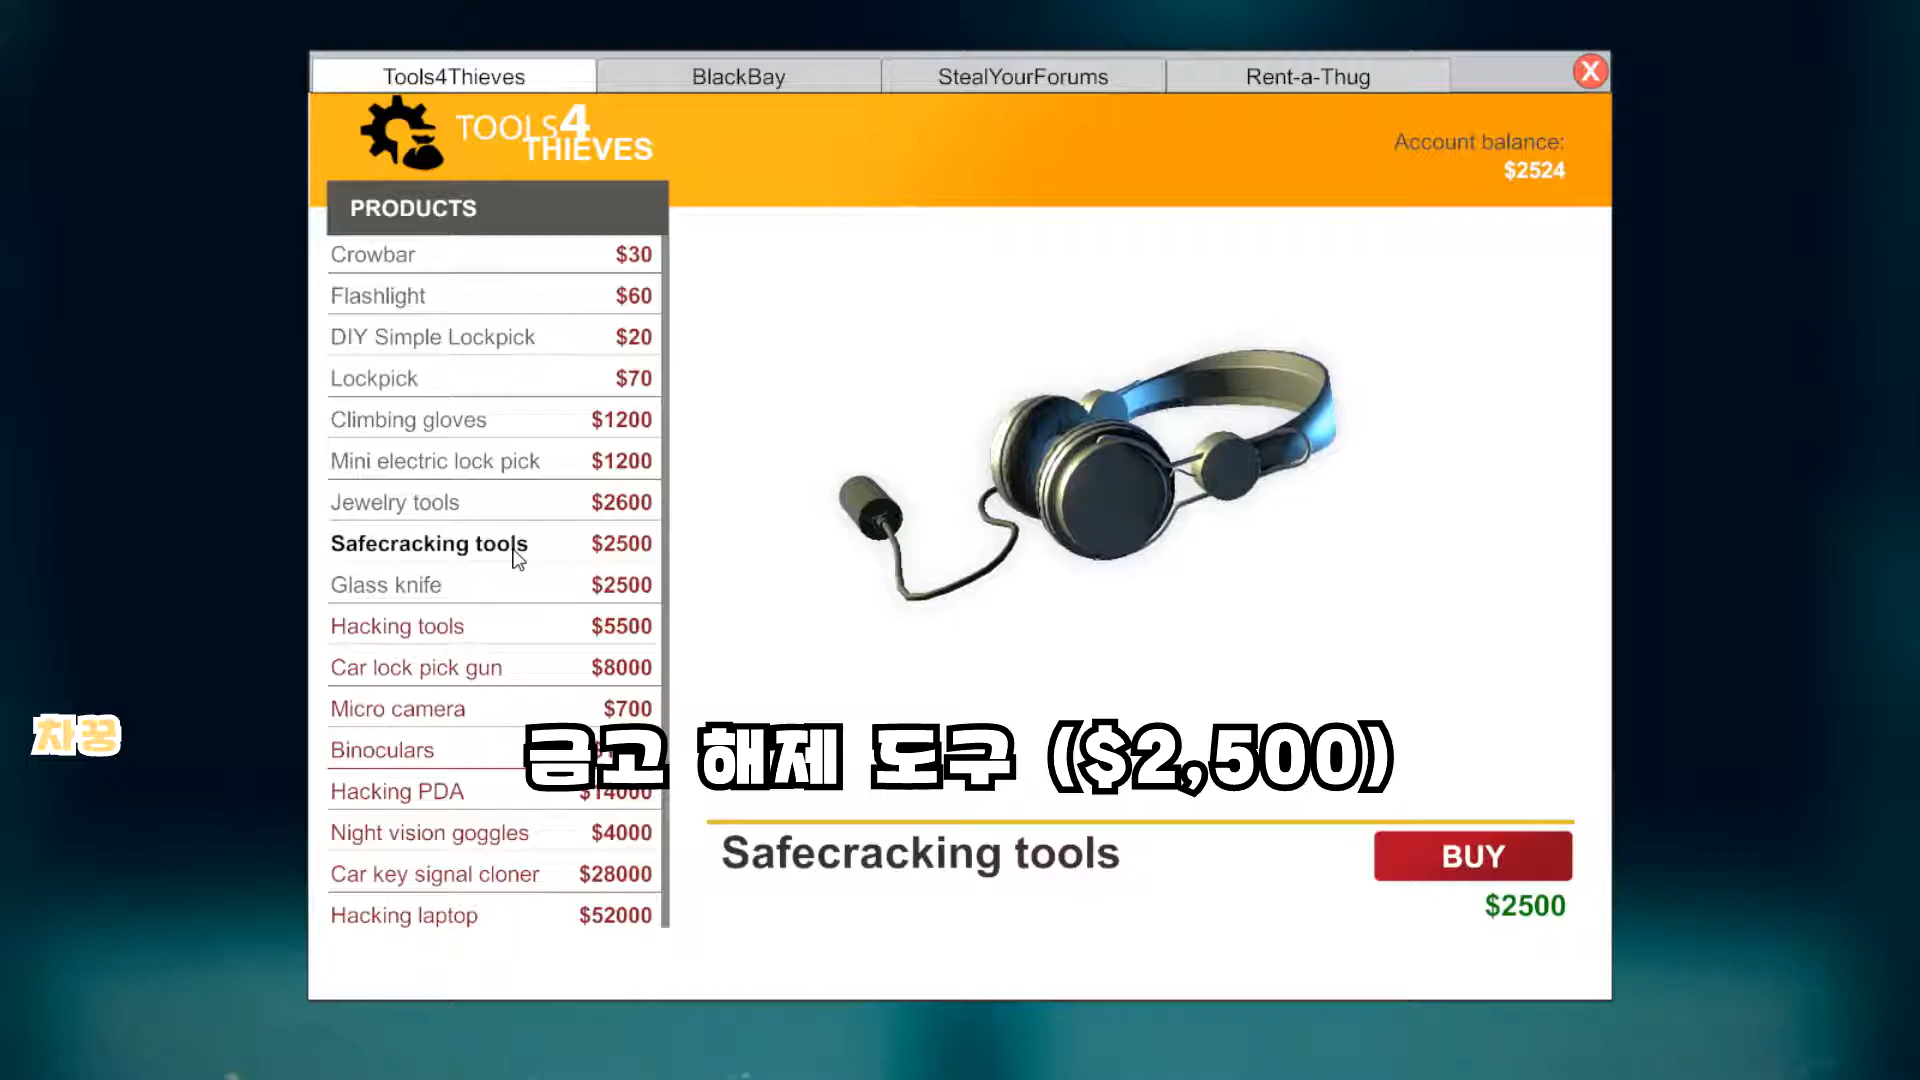 Tools4Thieves
BlackBay
StealYourForums
Rent-a-Thug
X
TOOLS4
THIEVES
Account balance:
$2524
PRODUCTS
Crowbar $30
Flashlight $60
DIY Simple Lockpick $20
Lockpick $70
Climbing gloves $1200
Mini electric lock pick $1200
Jewelry tools $2600
Safecracking tools $2500
Glass knife $2500
Hacking tools $5500
Car lock pick gun $8000
Micro camera $700
Binoculars
Hacking PDA $14000
Night vision goggles $4000
Car key signal cloner $28000
Hacking laptop $52000
차꿍
금고 해제 도구 ($2,500)
Safecracking tools
BUY
$2500